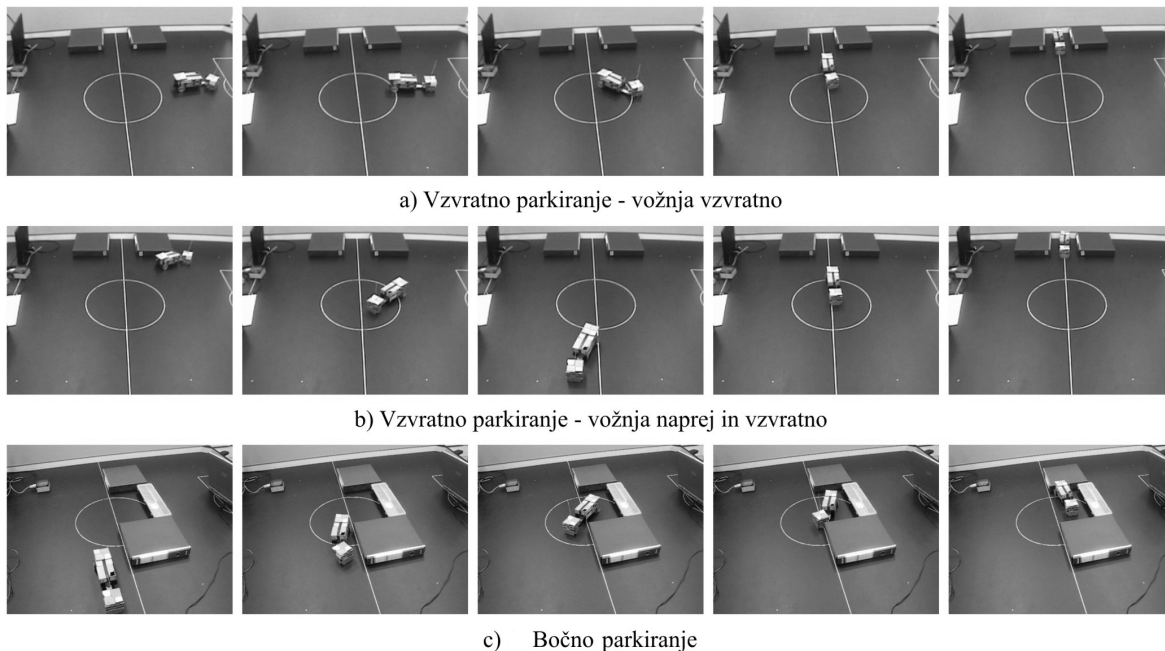 a) Vzvratno parkiranje - vožnja vzvratno
b) Vzvratno parkiranje - vožnja naprej in vzvratno
c) Bočno parkiranje